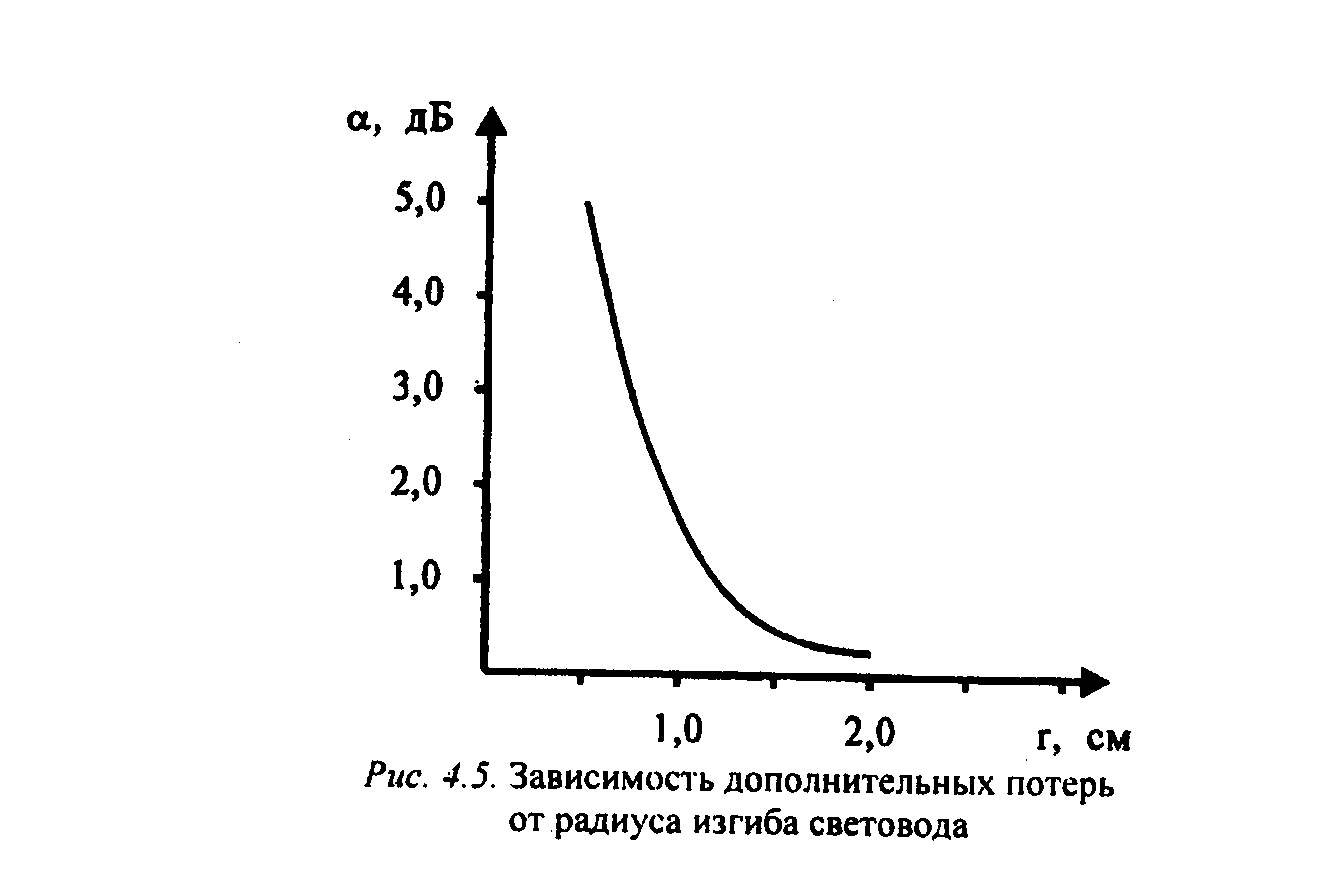 α, дБ
5,0
4,0
3,0
2,0
1,0
1,0 2,0 r, см
Рис. 4.5. Зависимость дополнительных потерь
от радиуса изгиба световода